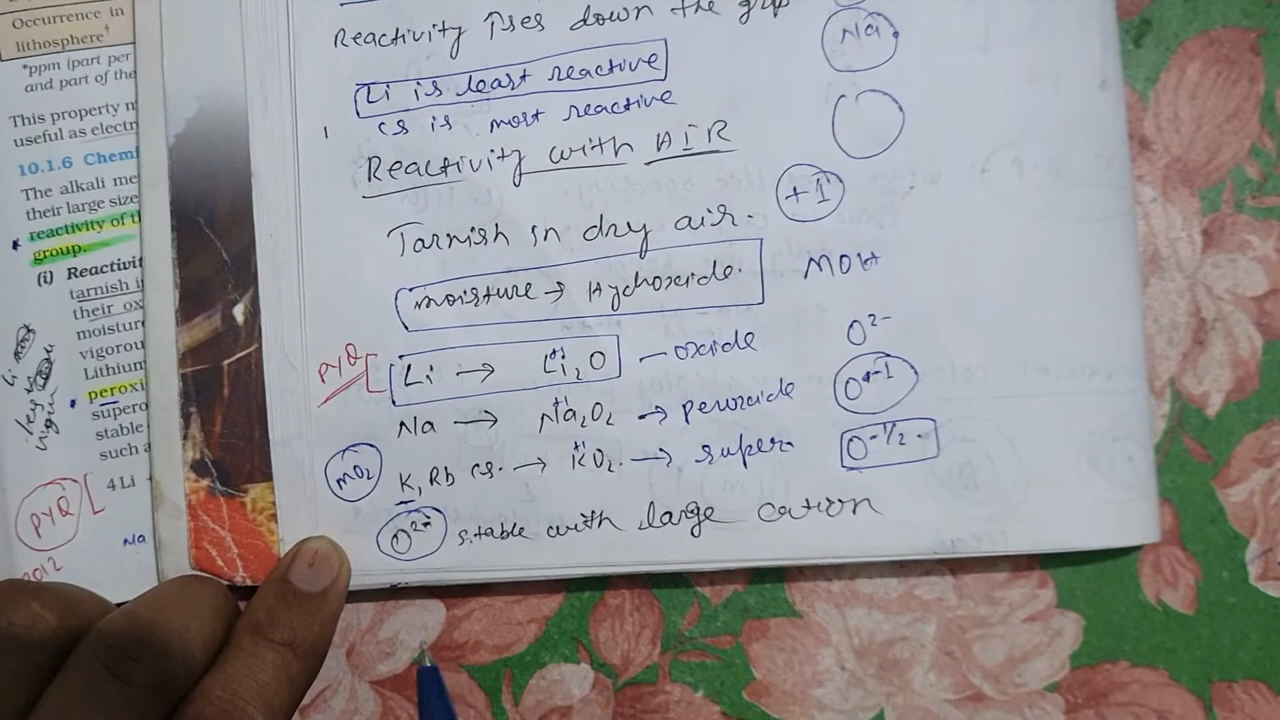 Occurrence in
lithosphere†
*ppm (part per
and part of the
This property m
useful as electr
10.1.6 Chemi
The alkali me
their large size
reactivity of t
group.
(i) Reactivit
tarnish i
their ox
moisture
vigorou
Lithium
peroxi
supero
stable
such a
4Li
PYQ
2012
Na
Reactivity ↑ses down the grp
Na
Li is least reactive
Cs is most reactive
Reactivity with AIR
+1
Tarnish in dry air.
moisture → Hydroxide. MOH
PYQ [ Li → Li₂O – oxide O²⁻
Na → Na₂O₂ → peroxide O⁻¹
MO₂ K, Rb Cs. → KO₂. → super O⁻¹/².
O²⁻ stable with large cation